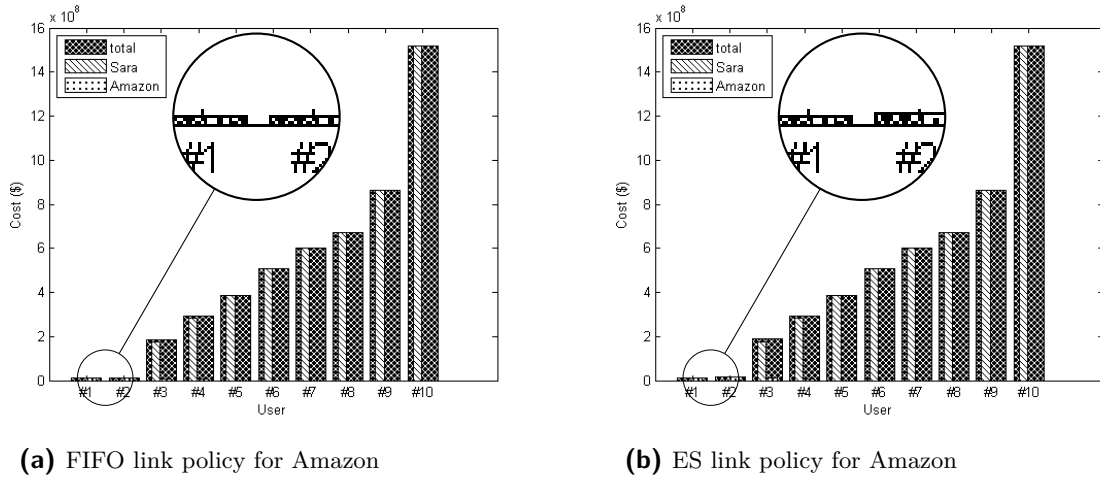 x 10^8
16
14
12
10
8
6
4
2
0
Cost ($)
total
Sara
Amazon
#1
#2
#1 #2 #3 #4 #5 #6 #7 #8 #9 #10
User
(a) FIFO link policy for Amazon
x 10^8
16
14
12
10
8
6
4
2
0
Cost ($)
total
Sara
Amazon
#1
#2
#1 #2 #3 #4 #5 #6 #7 #8 #9 #10
User
(b) ES link policy for Amazon